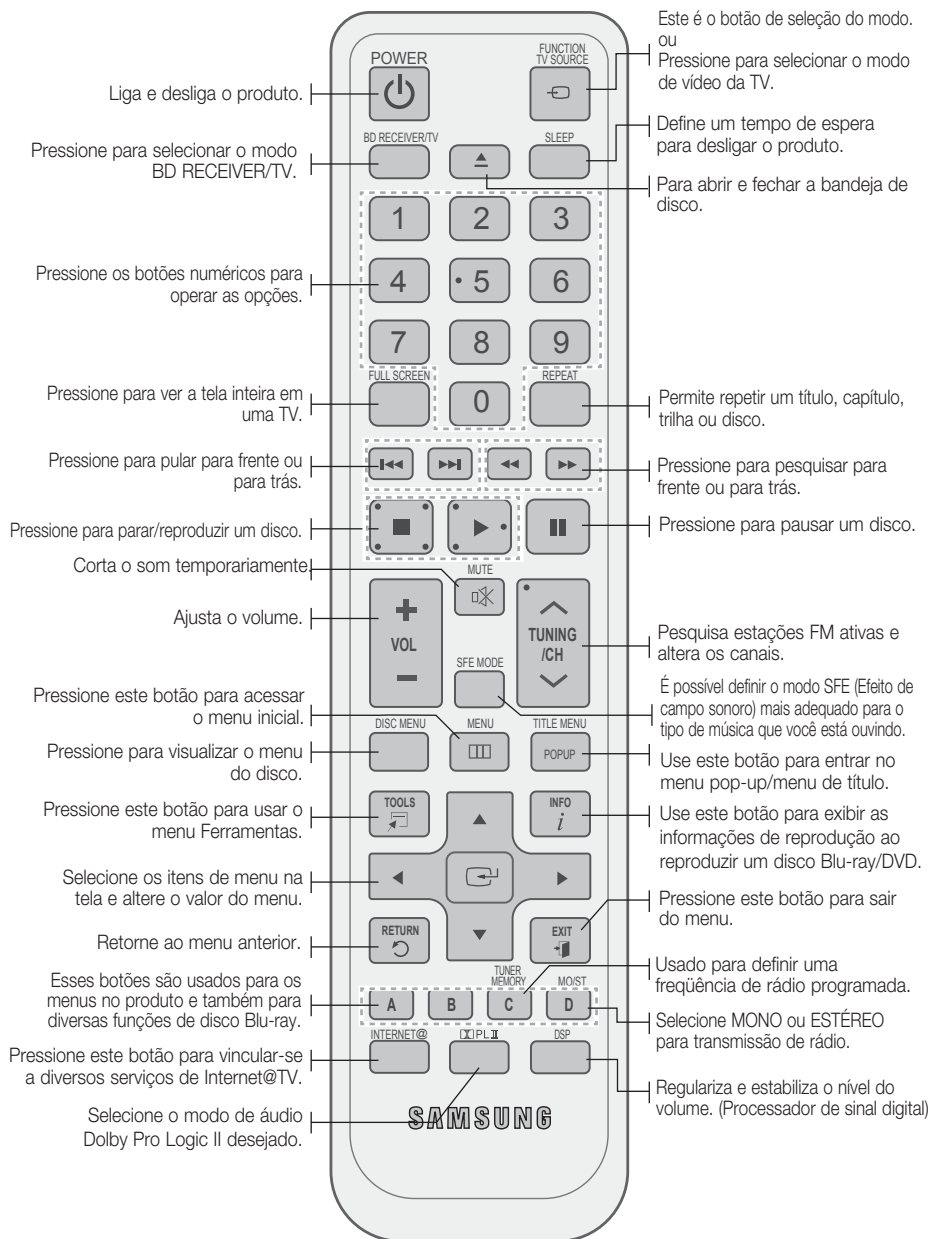 Este é o botão de seleção do modo.
ou
Pressione para selecionar o modo
de vídeo da TV.
POWER
FUNCTION
TV SOURCE
Liga e desliga o produto.
BD RECEIVER/TV
SLEEP
Define um tempo de espera
para desligar o produto.
Pressione para selecionar o modo
BD RECEIVER/TV.
Para abrir e fechar a bandeja de
disco.
1 2 3
Pressione os botões numéricos para
operar as opções.
4 5 6
7 8 9
FULL SCREEN
REPEAT
0
Pressione para ver a tela inteira em
uma TV.
Permite repetir um título, capítulo,
trilha ou disco.
Pressione para pular para frente ou
para trás.
Pressione para pesquisar para
frente ou para trás.
Pressione para parar/reproduzir um disco.
Pressione para pausar um disco.
Corta o som temporariamente
MUTE
Ajusta o volume.
+
VOL
−
TUNING
/CH
Pesquisa estações FM ativas e
altera os canais.
SFE MODE
É possível definir o modo SFE (Efeito de
campo sonoro) mais adequado para o
tipo de música que você está ouvindo.
Pressione este botão para acessar
o menu inicial.
DISC MENU
MENU
TITLE MENU
POPUP
Pressione para visualizar o menu
do disco.
Use este botão para entrar no
menu pop-up/menu de título.
Pressione este botão para usar o
menu Ferramentas.
TOOLS
INFO
i
Use este botão para exibir as
informações de reprodução ao
reproduzir um disco Blu-ray/DVD.
Selecione os itens de menu na
tela e altere o valor do menu.
Pressione este botão para sair
do menu.
Retorne ao menu anterior.
RETURN
EXIT
Esses botões são usados para os
menus no produto e também para
diversas funções de disco Blu-ray.
TUNER
MEMORY
MO/ST
Usado para definir uma
freqüência de rádio programada.
A B C D
Selecione MONO ou ESTÉREO
para transmissão de rádio.
INTERNET@
PL II
DSP
Pressione este botão para vincular-se
a diversos serviços de Internet@TV.
Regulariza e estabiliza o nível do
volume. (Processador de sinal digital)
Selecione o modo de áudio
Dolby Pro Logic II desejado.
SAMSUNG